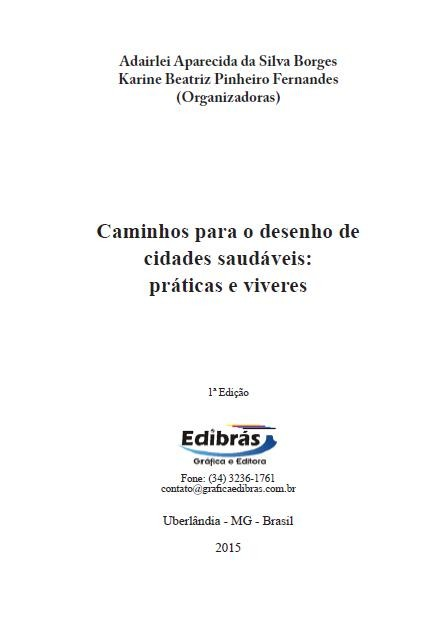 Adairlei Aparecida da Silva Borges
Karine Beatriz Pinheiro Fernandes
(Organizadoras)
Caminhos para o desenho de
cidades saudáveis:
práticas e viveres
1ª Edição
Edibrás
Gráfica e Editora
Fone: (34) 3236-1761
contato@graficaedibras.com.br
Uberlândia - MG - Brasil
2015